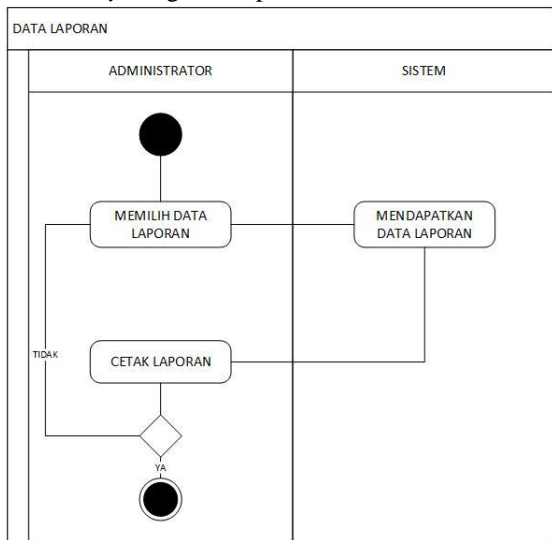 DATA LAPORAN
ADMINISTRATOR
SISTEM
MEMILIH DATA
LAPORAN
MENDAPATKAN
DATA LAPORAN
TIDAK
CETAK LAPORAN
YA